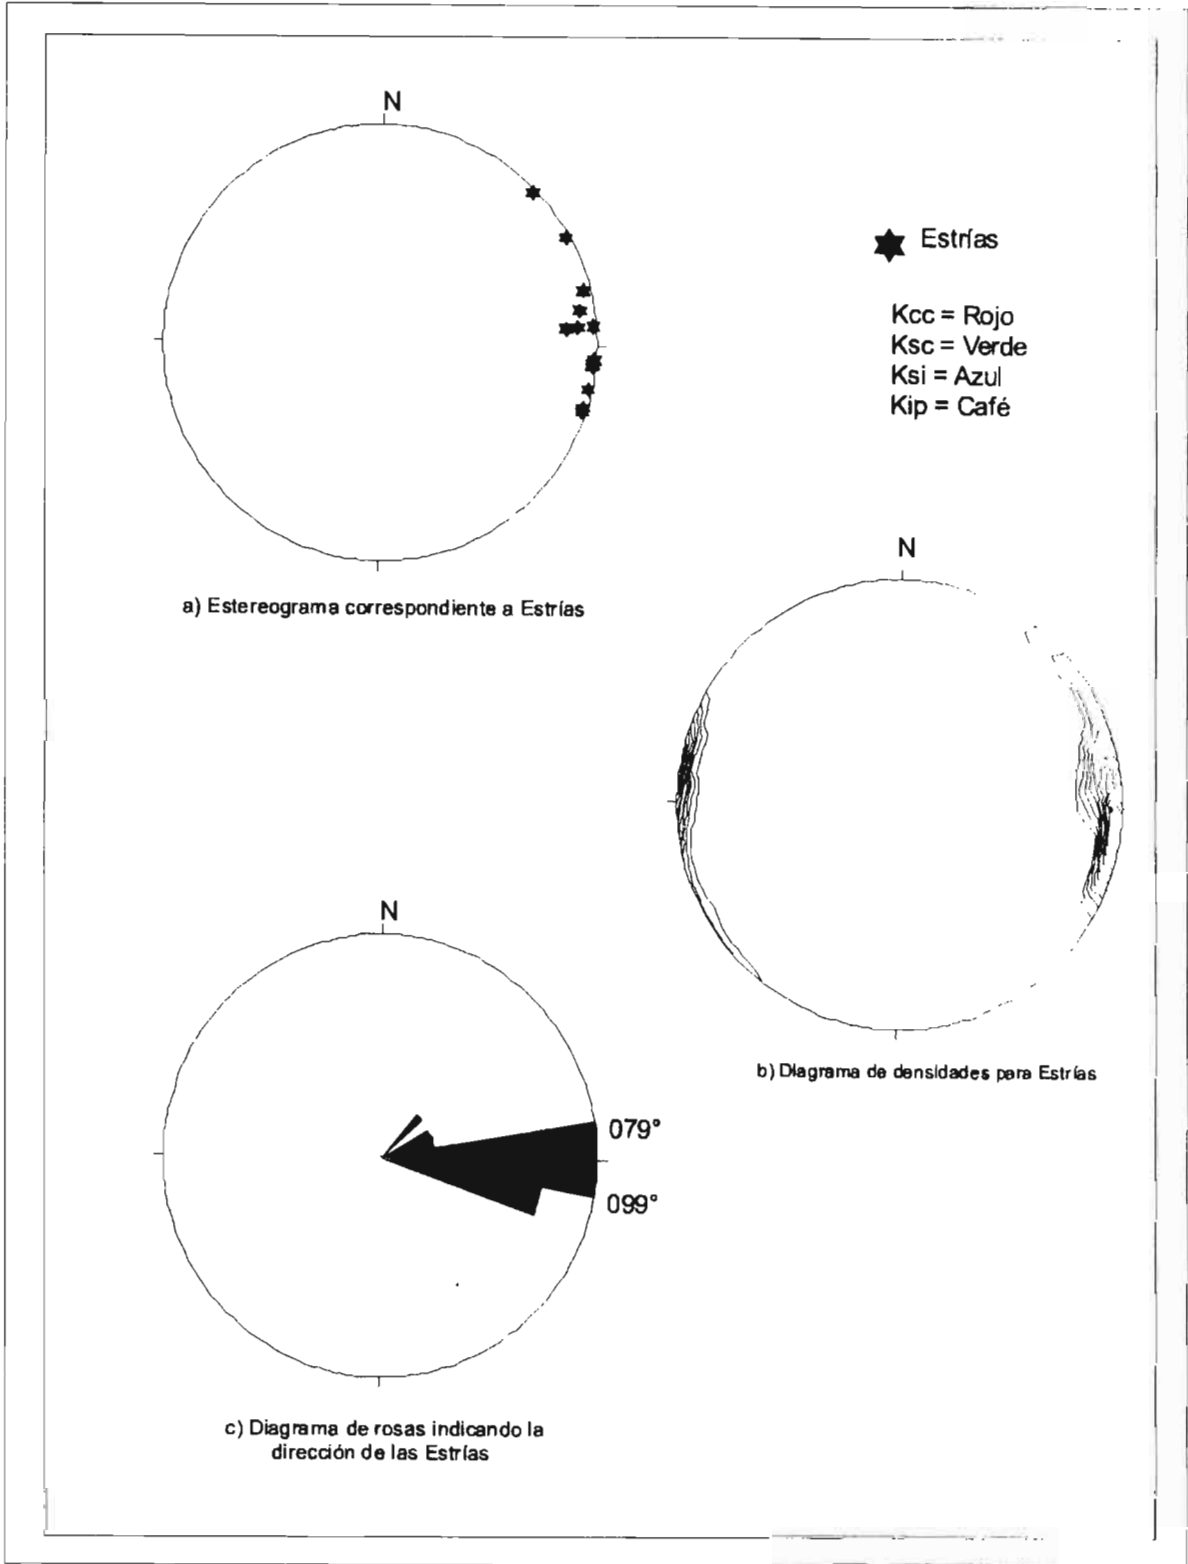 N
Estrías
Kcc = Rojo
Ksc = Verde
Ksi = Azul
Kip = Café
a) Estereograma correspondiente a Estrías
N
b) Diagrama de densidades para Estrías
N
079°
099°
c) Diagrama de rosas indicando la
dirección de las Estrías